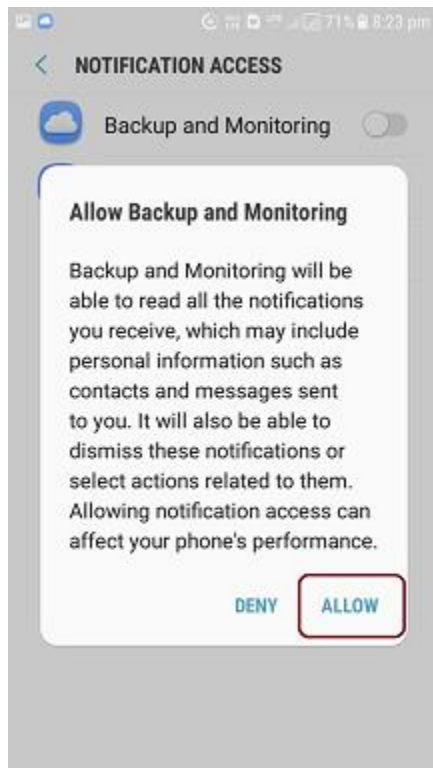 71% 8:23 pm
NOTIFICATION ACCESS
Backup and Monitoring
Allow Backup and Monitoring
Backup and Monitoring will be
able to read all the notifications
you receive, which may include
personal information such as
contacts and messages sent
to you. It will also be able to
dismiss these notifications or
select actions related to them.
Allowing notification access can
affect your phone's performance.
DENY ALLOW